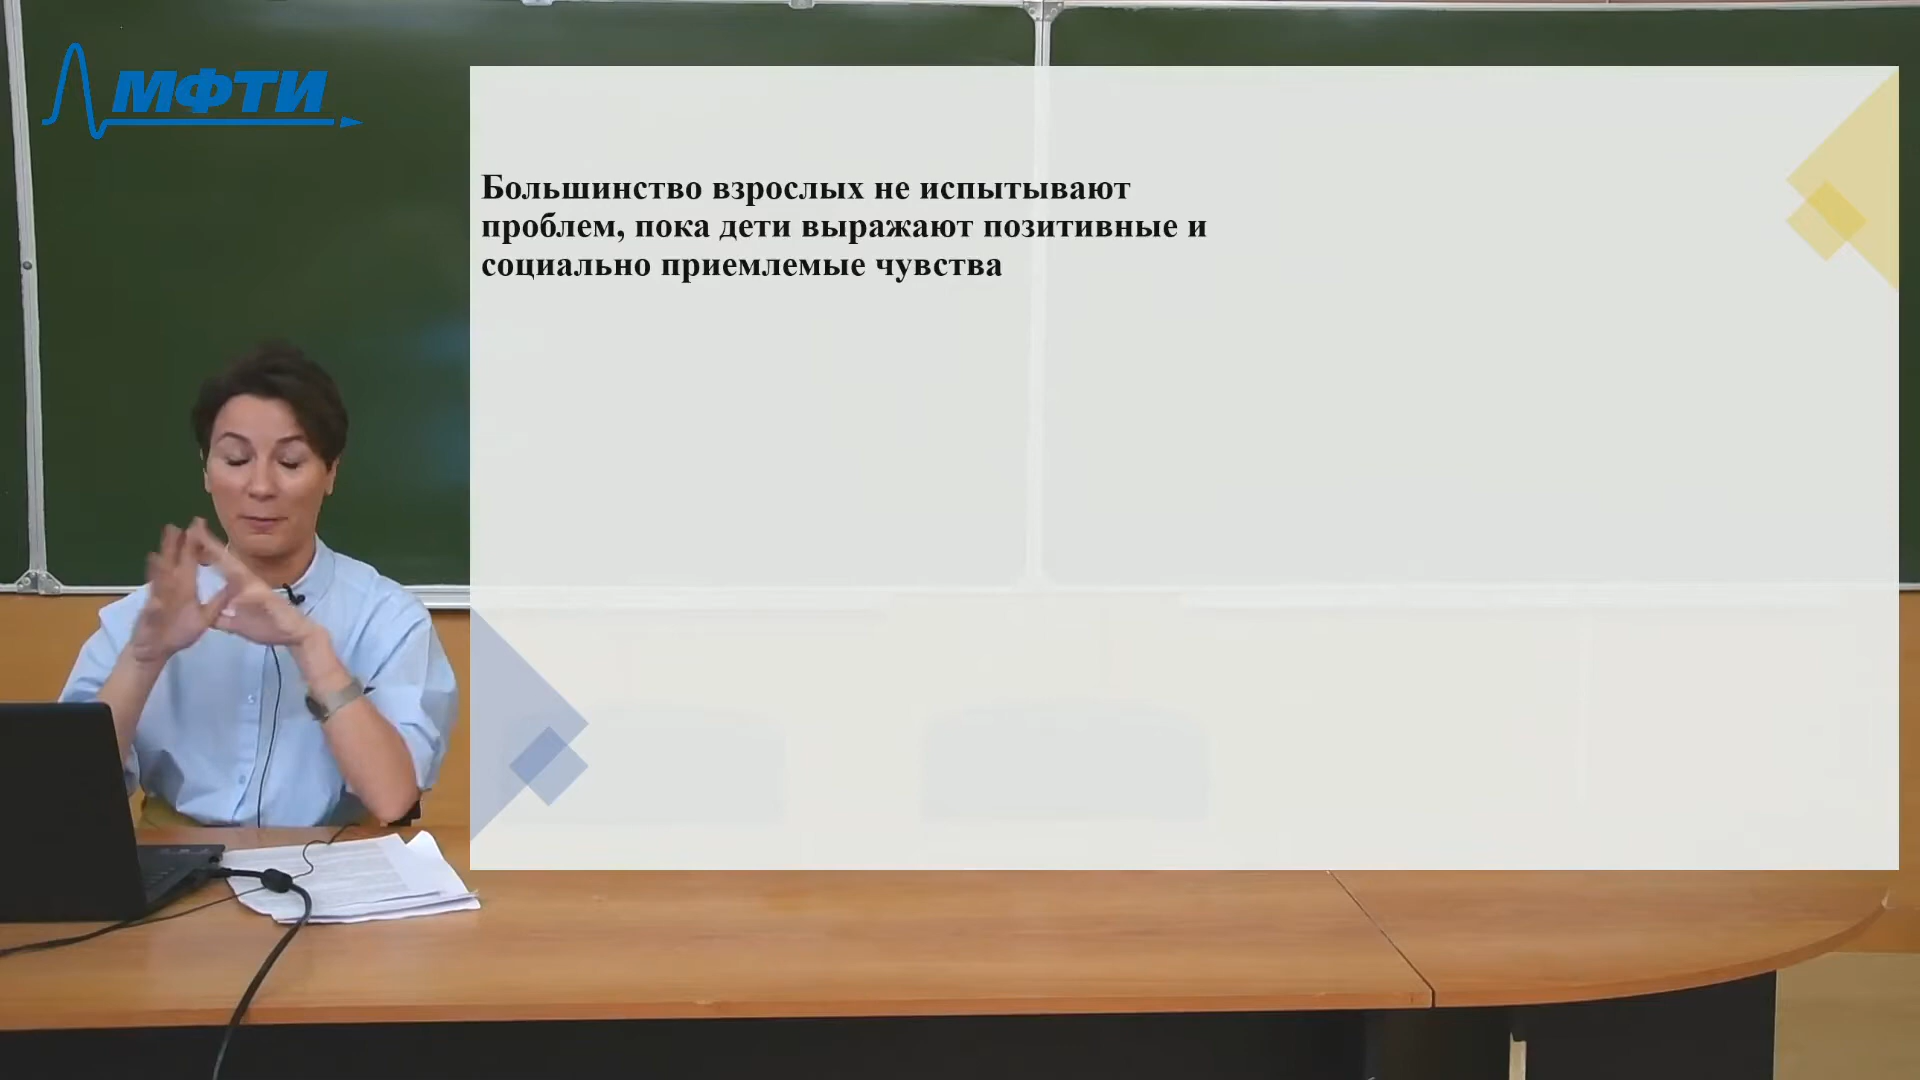 МФТИ
Большинство взрослых не испытывают
проблем, пока дети выражают позитивные и
социально приемлемые чувства